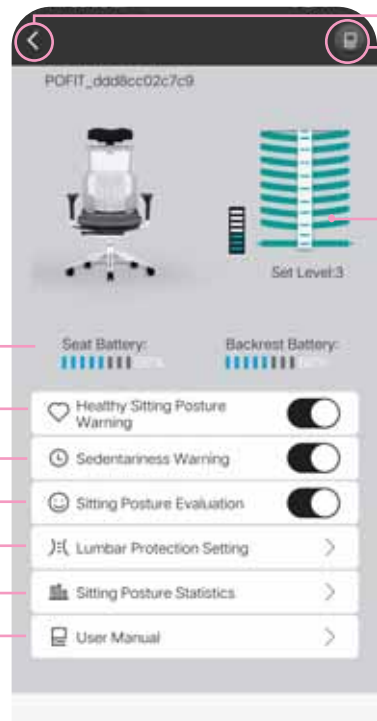 POFIT_ddd8cc02c7c9
Set Level:3
Seat Battery:
Backrest Battery:
Healthy Sitting Posture
Warning
Sedentariness Warning
Sitting Posture Evaluation
Lumbar Protection Setting
Sitting Posture Statistics
User Manual